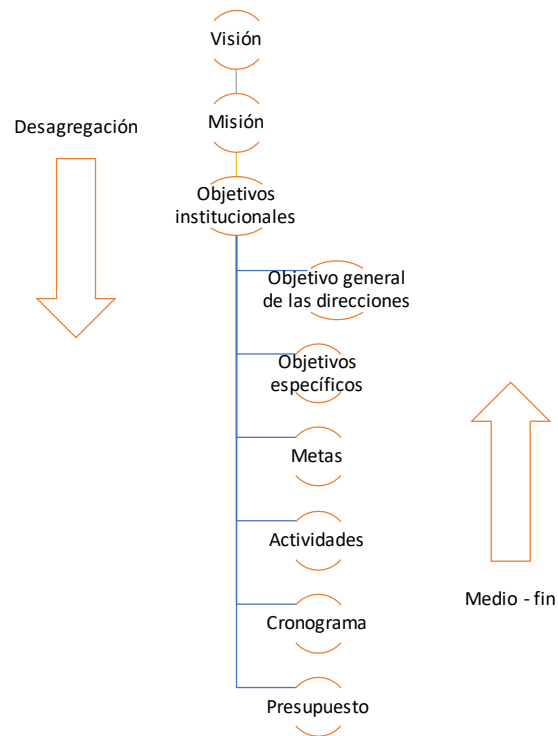 Visión
Misión
Desagregación
Objetivos
institucionales
Objetivo general
de las direcciones
Objetivos
específicos
Metas
Actividades
Medio - fin
Cronograma
Presupuesto